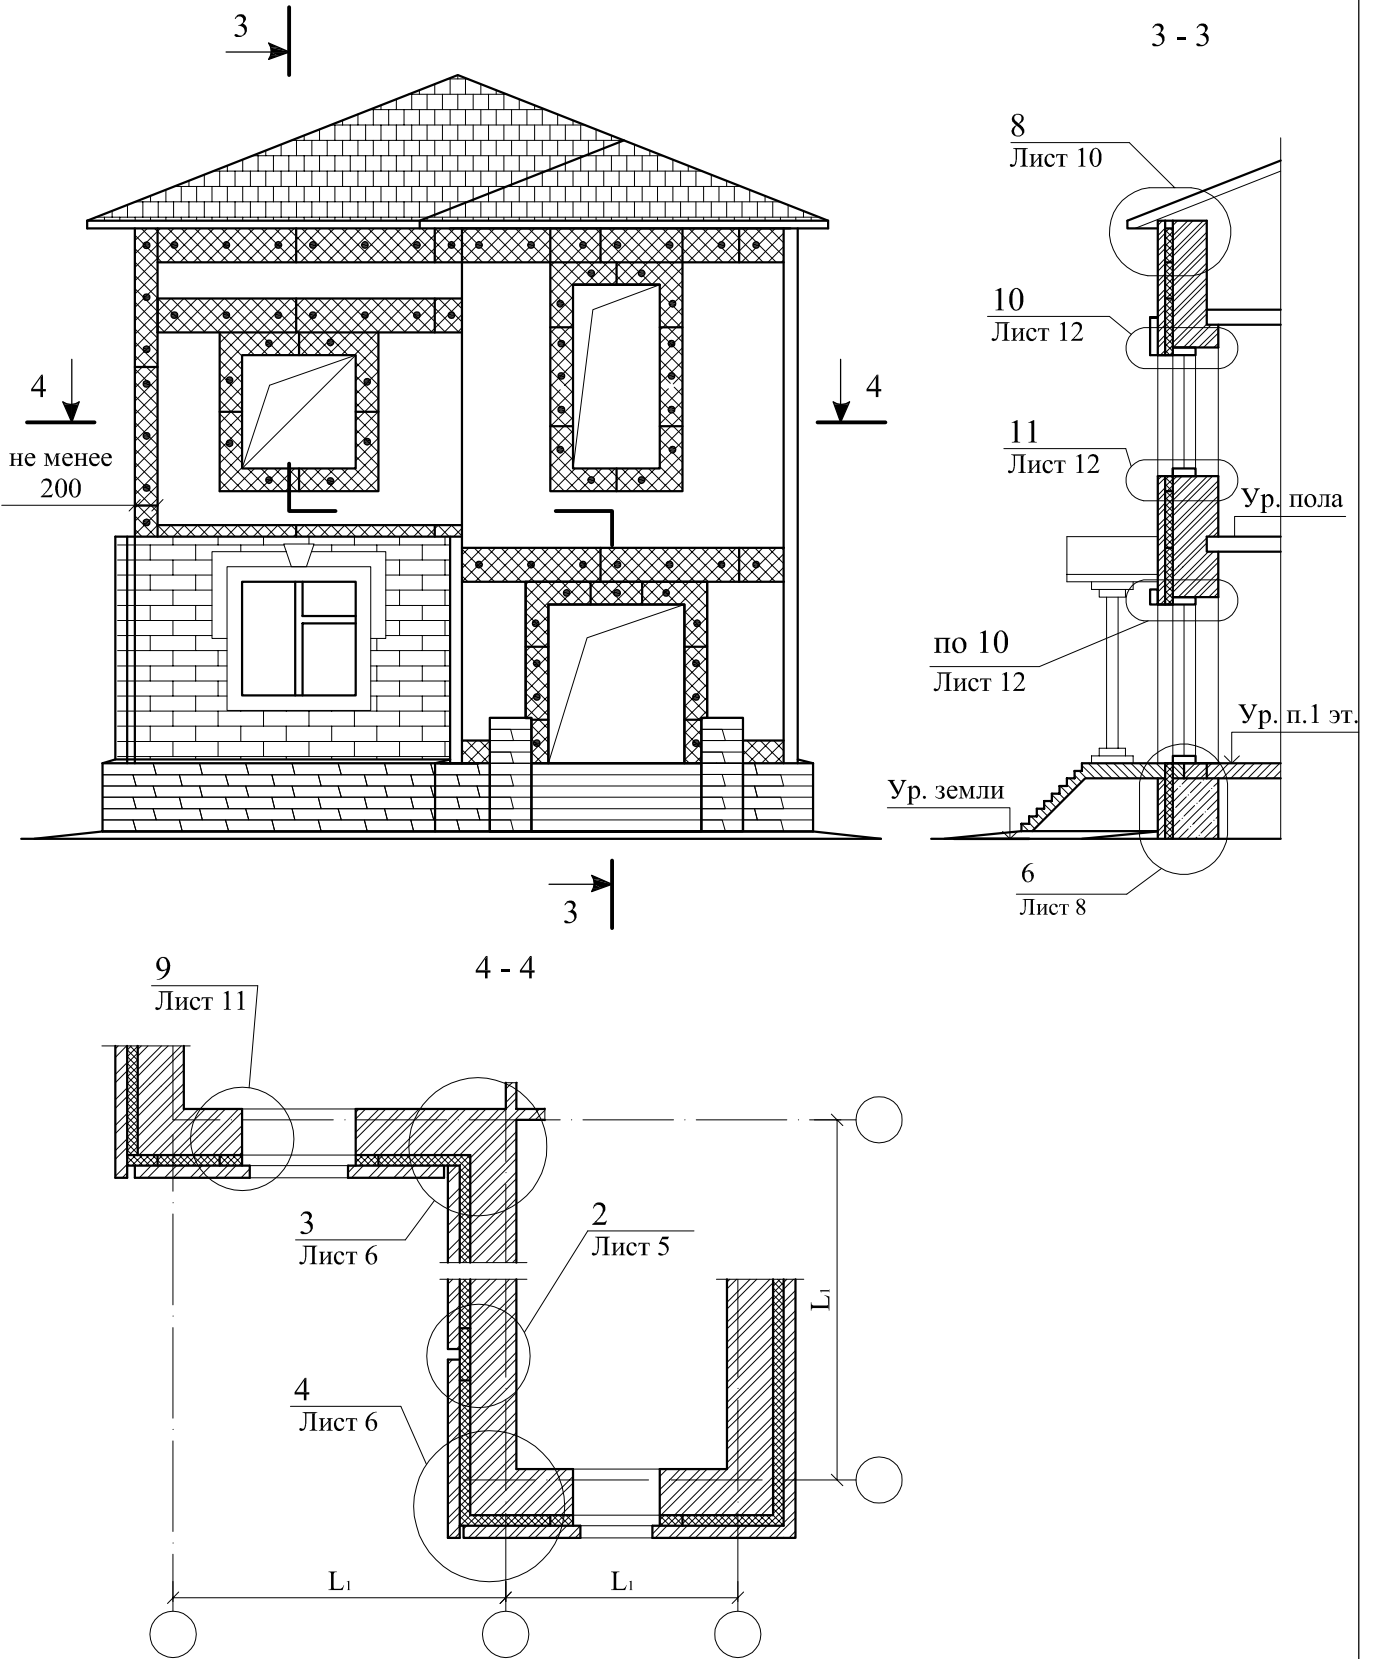 3
3 - 3
8
Лист 10
10
Лист 12
4
4
не менее
200
11
Лист 12
Ур. пола
по 10
Лист 12
Ур. п.1 эт.
Ур. земли
6
Лист 8
3
4 - 4
9
Лист 11
3
Лист 6
2
Лист 5
L1
4
Лист 6
L1
L1